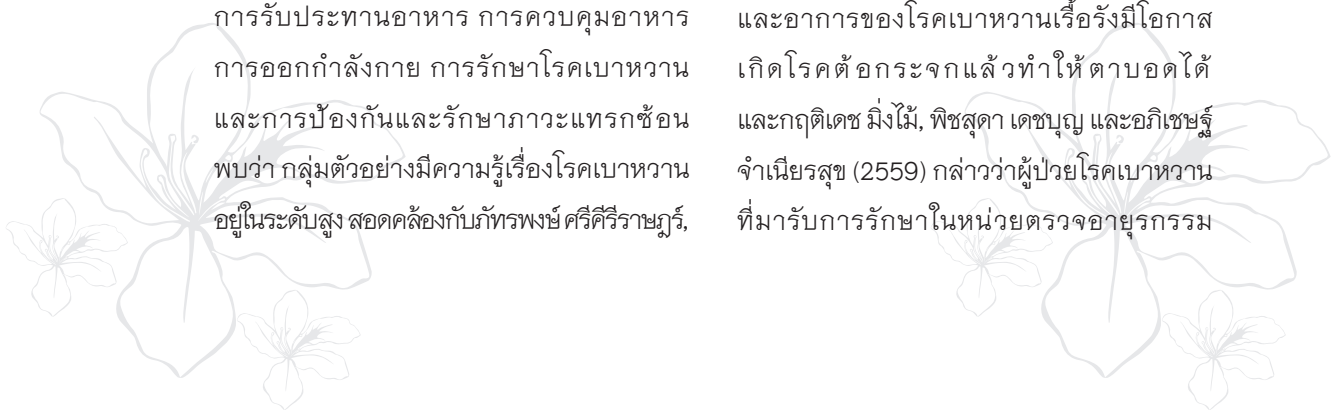 การรับประทานอาหาร การควบคุมอาหาร
การออกกำลังกาย การรักษาโรคเบาหวาน
และการป้องกันและรักษาภาวะแทรกซ้อน
พบว่า กลุ่มตัวอย่างมีความรู้เรื่องโรคเบาหวาน
อยู่ในระดับสูง สอดคล้องกับภัทรพงษ์ ศรีคีรีราษฎร์,
และอาการของโรคเบาหวานเรื้อรังมีโอกาส
เกิดโรคต้อกระจกแล้วทำให้ตาบอดได้
และกฤติเดช มิ่งไม้, พิชสุดา เดชบุญ และอภิเชษฐ์
จำเนียรสุข (2559) กล่าวว่าผู้ป่วยโรคเบาหวาน
ที่มารับการรักษาในหน่วยตรวจอายุรกรรม